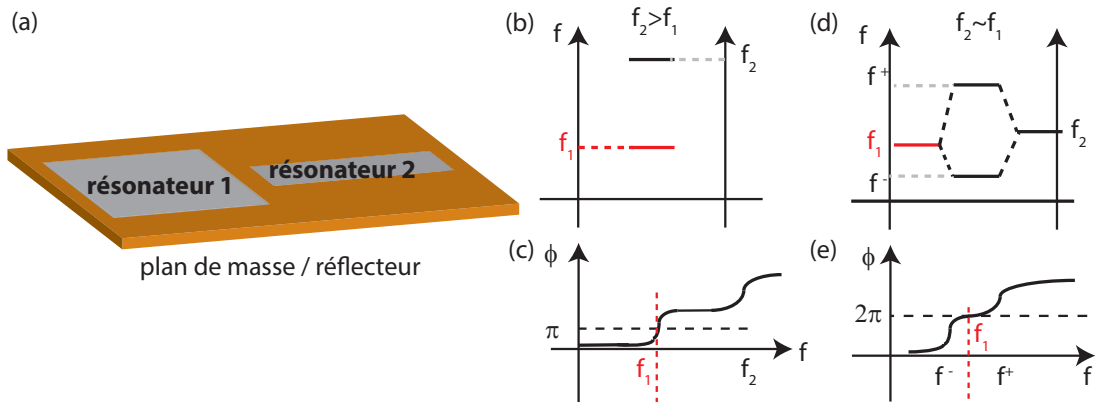 (a)
résonateur 1
résonateur 2
plan de masse / réflecteur
(b)
f₂>f₁
f
f₂
f₁
(c)
ϕ
π
f
f₁
f₂
(d)
f₂~f₁
f
f⁺
f₁
f₂
f⁻
(e)
ϕ
2π
f₁
f⁻
f⁺
f